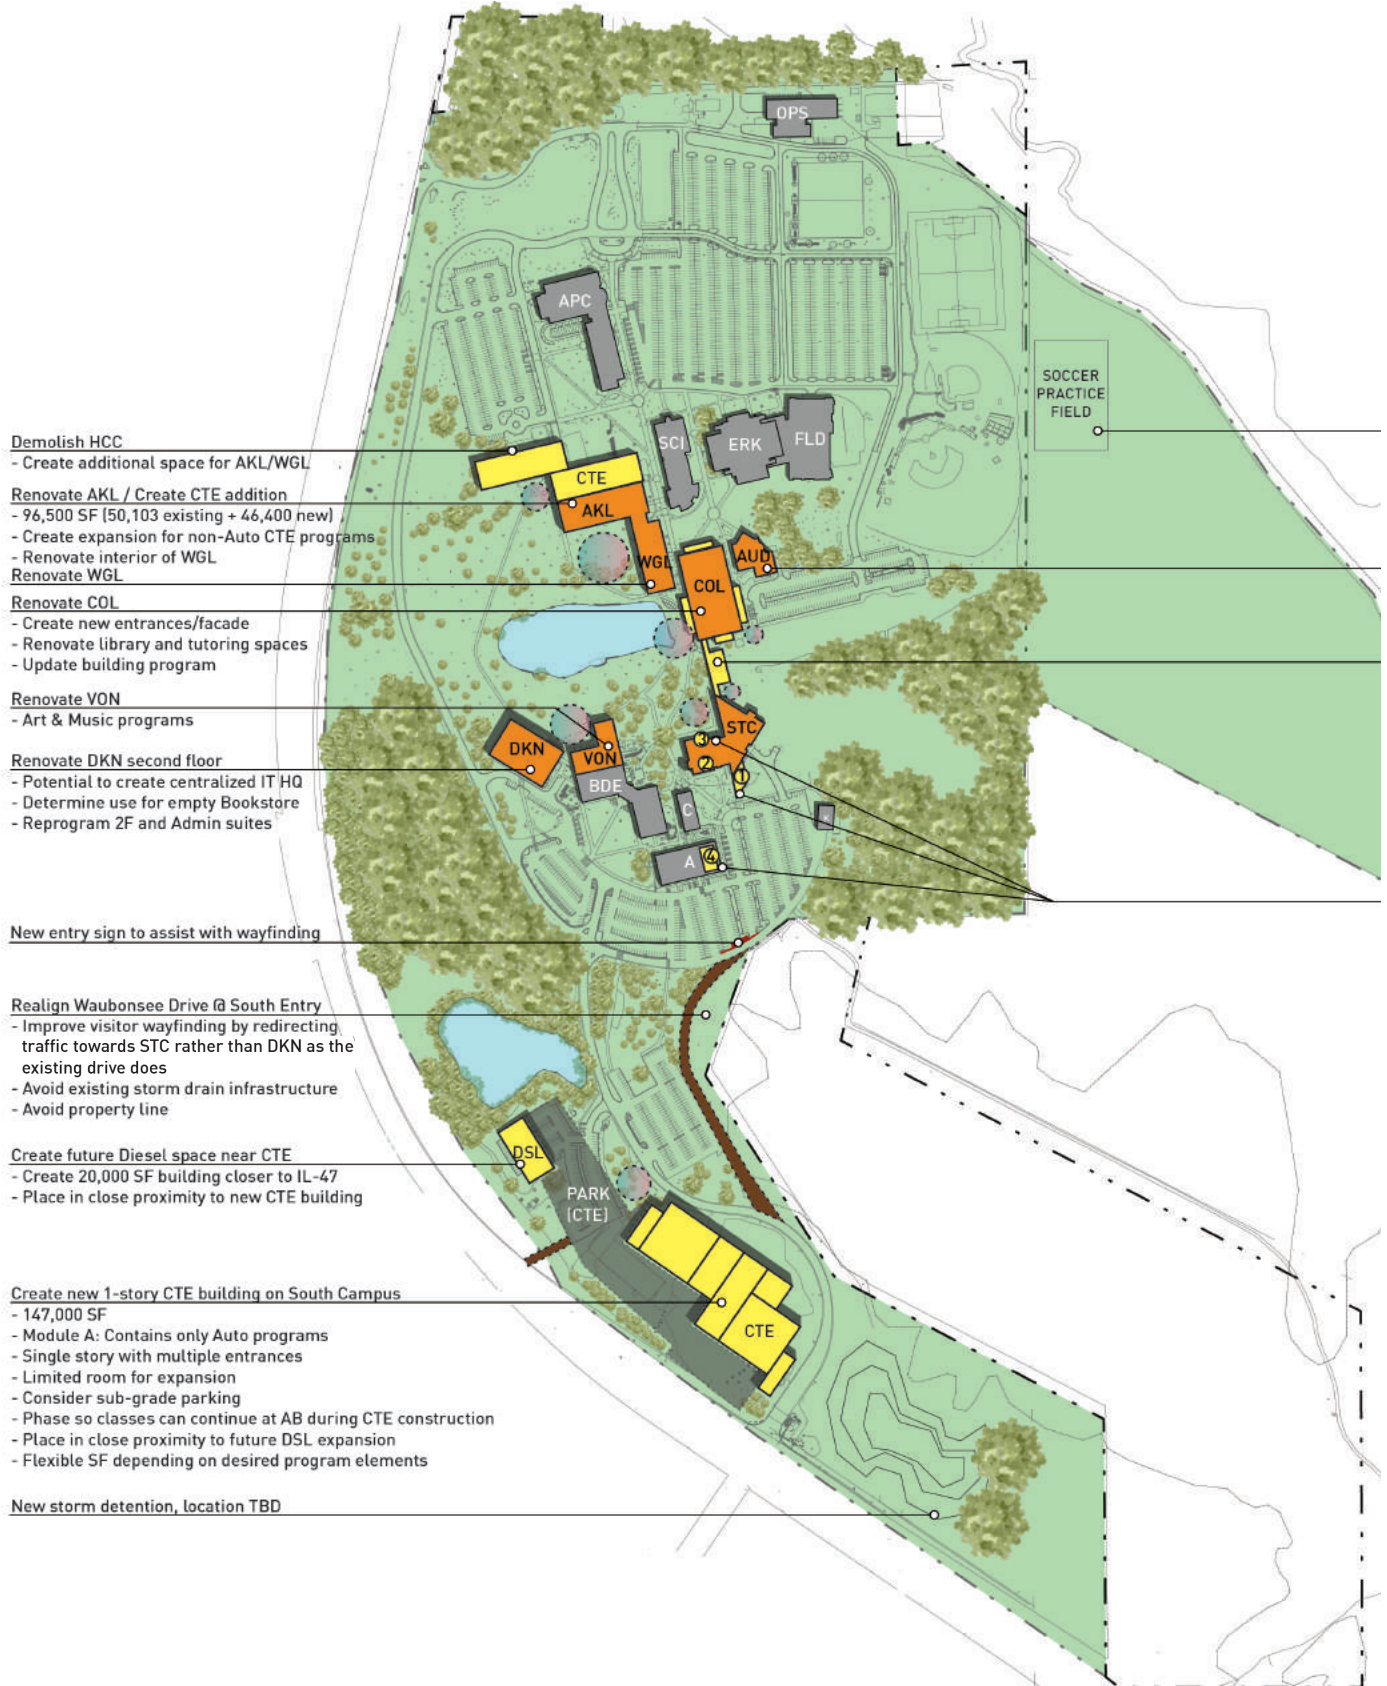 OPS
APC
SOCCER
PRACTICE
FIELD
SCI
ERK
FLD
Demolish HCC
- Create additional space for AKL/WGL
CTE
Renovate AKL / Create CTE addition
- 96,500 SF (50,103 existing + 46,400 new)
- Create expansion for non-Auto CTE programs
- Renovate interior of WGL
AKL
WGL
COL
AUD
Renovate WGL
Renovate COL
- Create new entrances/facade
- Renovate library and tutoring spaces
- Update building program
Renovate VON
- Art & Music programs
STC
3
2
1
DKN
VON
BDE
C
A
4
Renovate DKN second floor
- Potential to create centralized IT HQ
- Determine use for empty Bookstore
- Reprogram 2F and Admin suites
New entry sign to assist with wayfinding
Realign Waubonsee Drive @ South Entry
- Improve visitor wayfinding by redirecting
traffic towards STC rather than DKN as the
existing drive does
- Avoid existing storm drain infrastructure
- Avoid property line
Create future Diesel space near CTE
- Create 20,000 SF building closer to IL-47
- Place in close proximity to new CTE building
DSL
PARK
(CTE)
Create new 1-story CTE building on South Campus
- 147,000 SF
- Module A: Contains only Auto programs
- Single story with multiple entrances
- Limited room for expansion
- Consider sub-grade parking
- Phase so classes can continue at AB during CTE construction
- Place in close proximity to future DSL expansion
- Flexible SF depending on desired program elements
CTE
New storm detention, location TBD